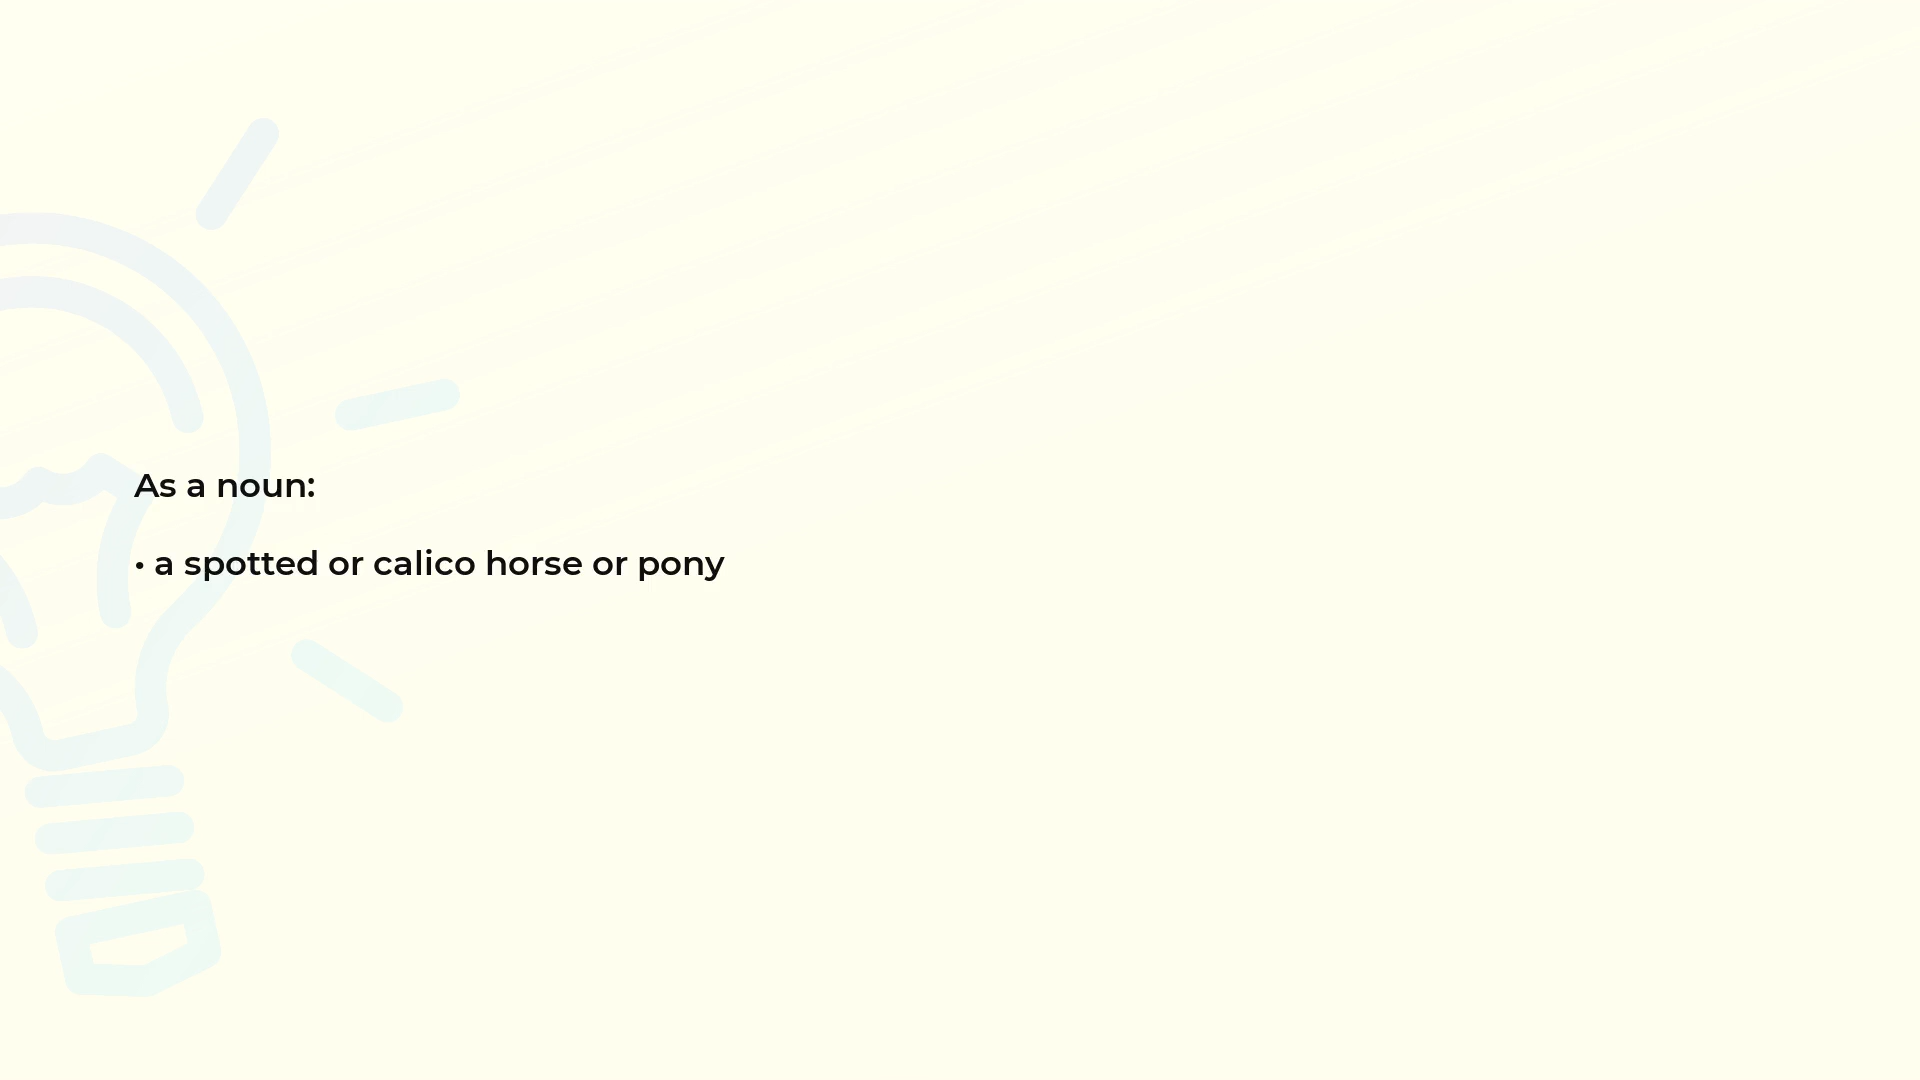 As a noun:
• a spotted or calico horse or pony